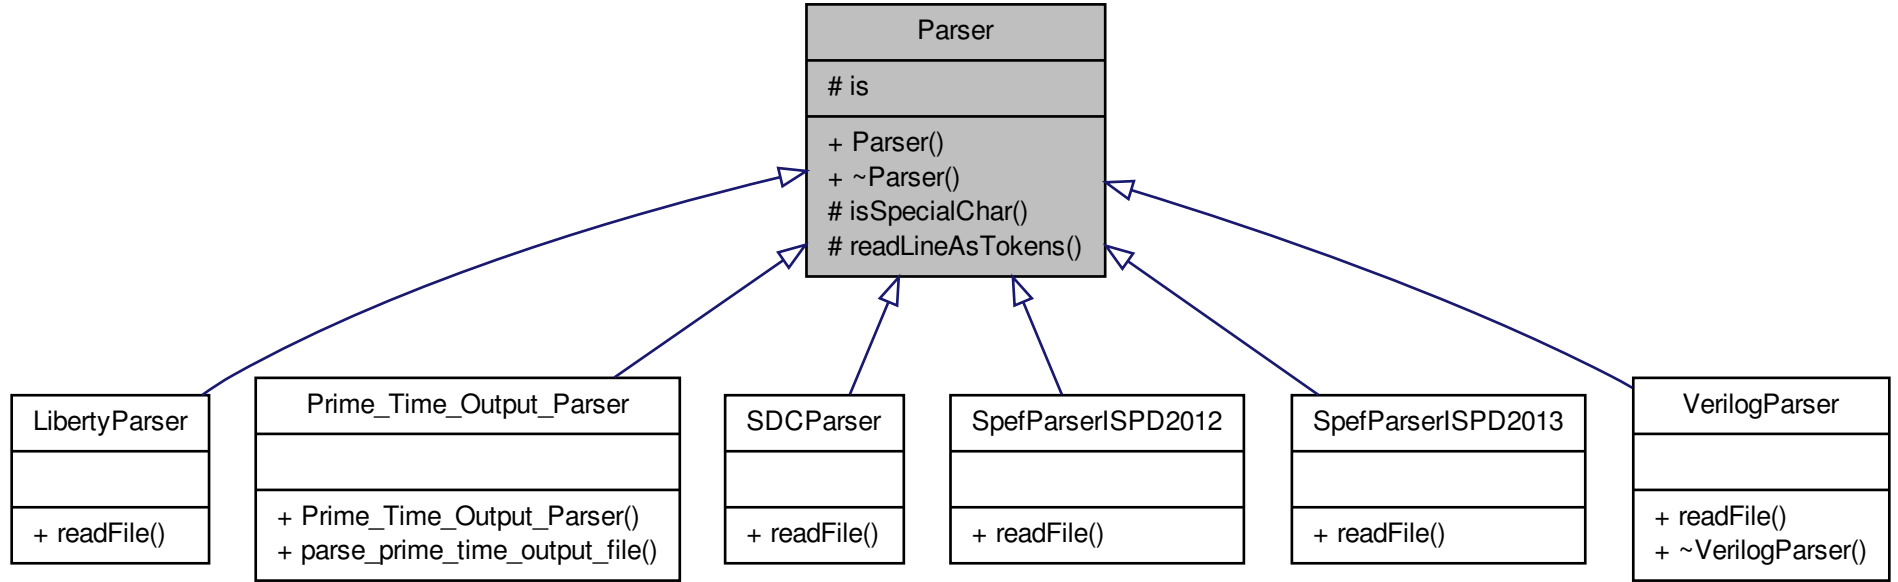 Parser
# is
+ Parser()
+ ~Parser()
# isSpecialChar()
# readLineAsTokens()
LibertyParser
+ readFile()
Prime_Time_Output_Parser
+ Prime_Time_Output_Parser()
+ parse_prime_time_output_file()
SDCParser
+ readFile()
SpefParserISPD2012
+ readFile()
SpefParserISPD2013
+ readFile()
VerilogParser
+ readFile()
+ ~VerilogParser()